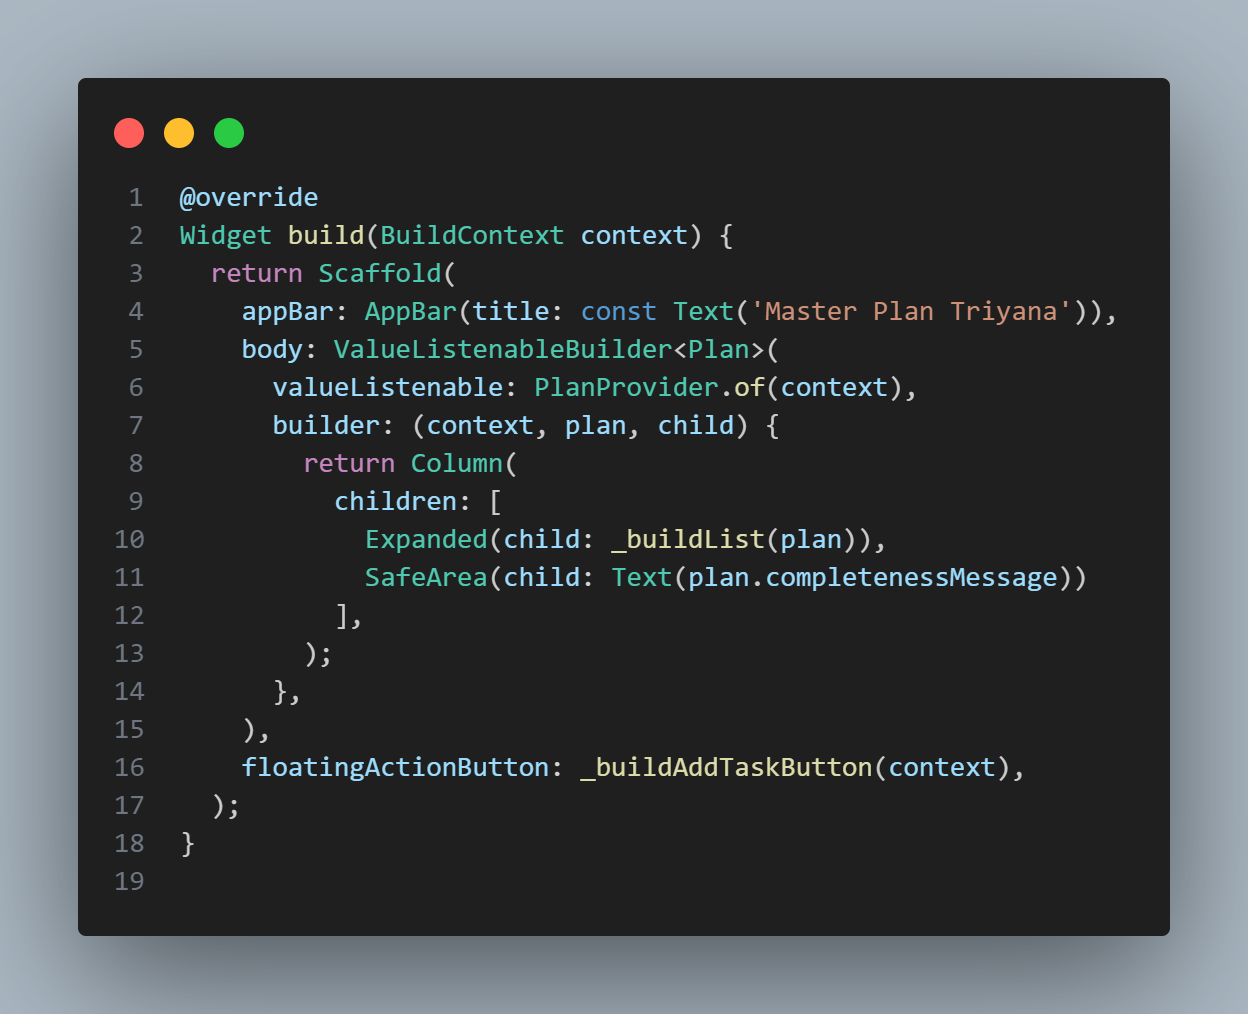 1 @override
2 Widget build(BuildContext context) {
3   return Scaffold(
4     appBar: AppBar(title: const Text('Master Plan Triyana')),
5     body: ValueListenableBuilder<Plan>(
6       valueListenable: PlanProvider.of(context),
7       builder: (context, plan, child) {
8         return Column(
9           children: [
10             Expanded(child: _buildList(plan)),
11             SafeArea(child: Text(plan.completenessMessage))
12           ],
13         );
14       },
15     ),
16     floatingActionButton: _buildAddTaskButton(context),
17   );
18 }
19